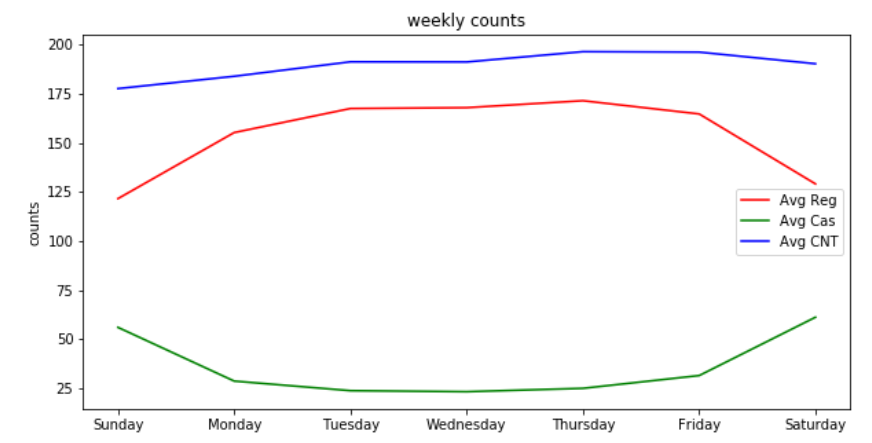 weekly counts
counts
200
175
150
125
100
75
50
25
Avg Reg
Avg Cas
Avg CNT
Sunday Monday Tuesday Wednesday Thursday Friday Saturday